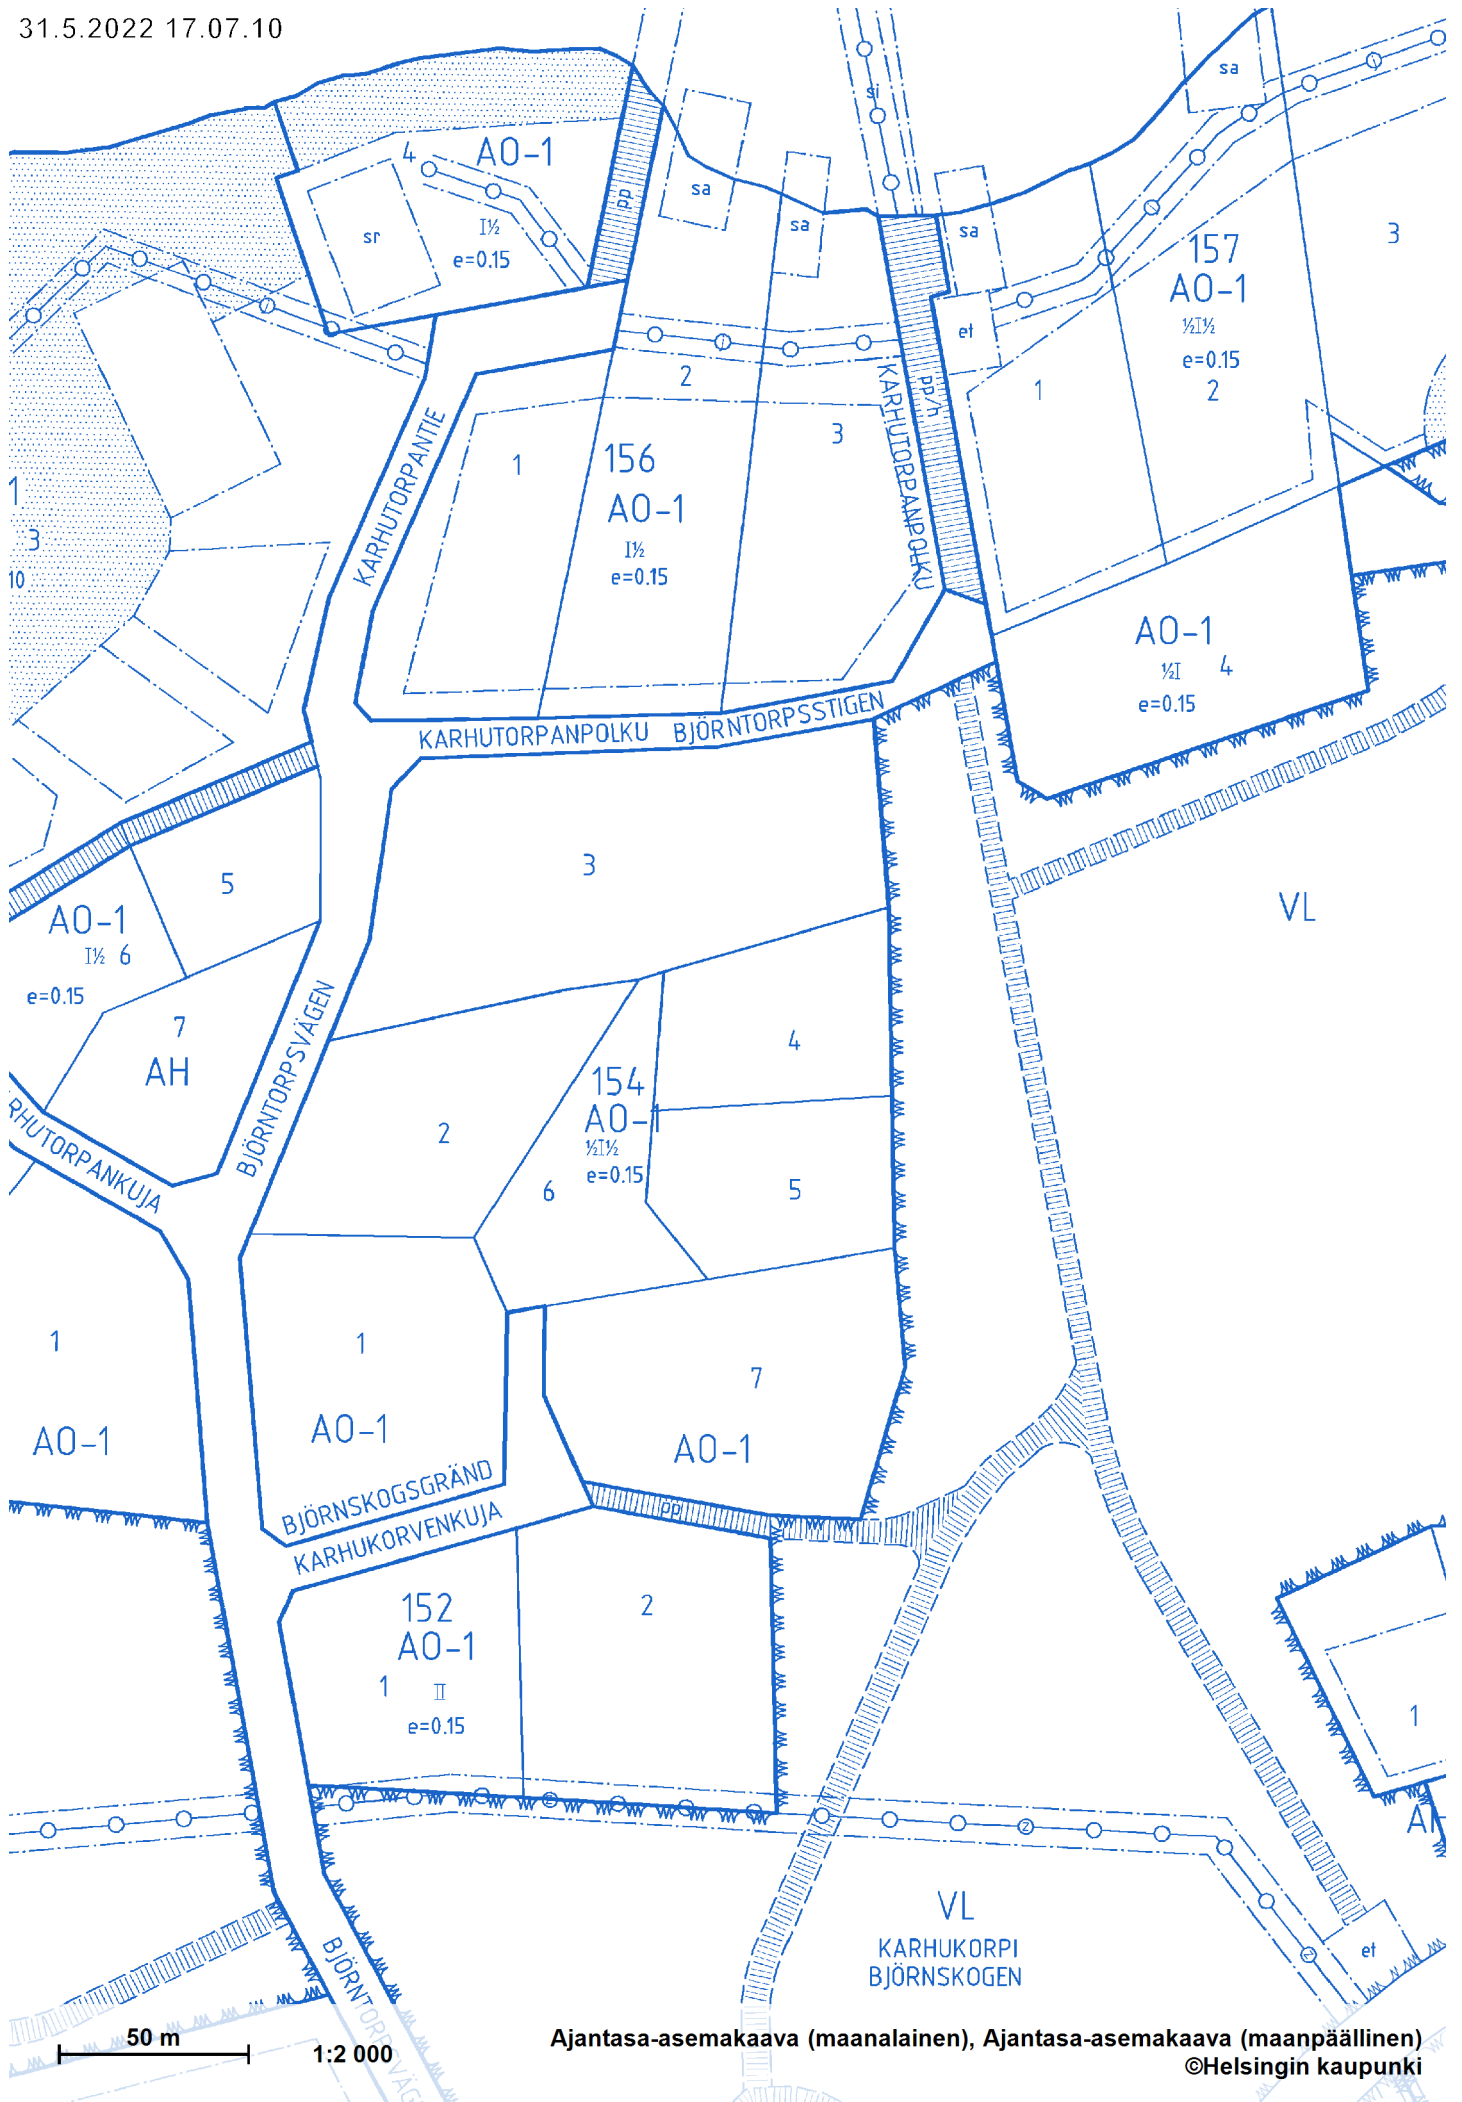 31.5.2022 17.07.10
sa
si
4
AO-1
sa
sa
sa
pp
sr
I½
e=0.15
157
AO-1
½I½
e=0.15
3
et
2
1
2
3
KARHUTORPANTIE
1
156
AO-1
I½
e=0.15
KARHUTORPANPOLKU
pp/h
1
3
10
AO-1
½I
4
e=0.15
KARHUTORPANPOLKU BJÖRNTORPSSTIGEN
3
5
AO-1
I½ 6
e=0.15
VL
7
AH
BJÖRNTORPSVÄGEN
4
154
AO-1
½I½
e=0.15
2
6
5
RHUTORPANKUJA
1
1
7
AO-1
AO-1
AO-1
BJÖRNSKOGSGRÄND
KARHUKORVENKUJA
pp
152
AO-1
1
II
e=0.15
2
1
z
z
z
VL
KARHUKORPI
BJÖRNSKOGEN
et
BJÖRNTORPSVÄG
50 m
1:2 000
Ajantasa-asemakaava (maanalainen), Ajantasa-asemakaava (maanpäällinen)
©Helsingin kaupunki